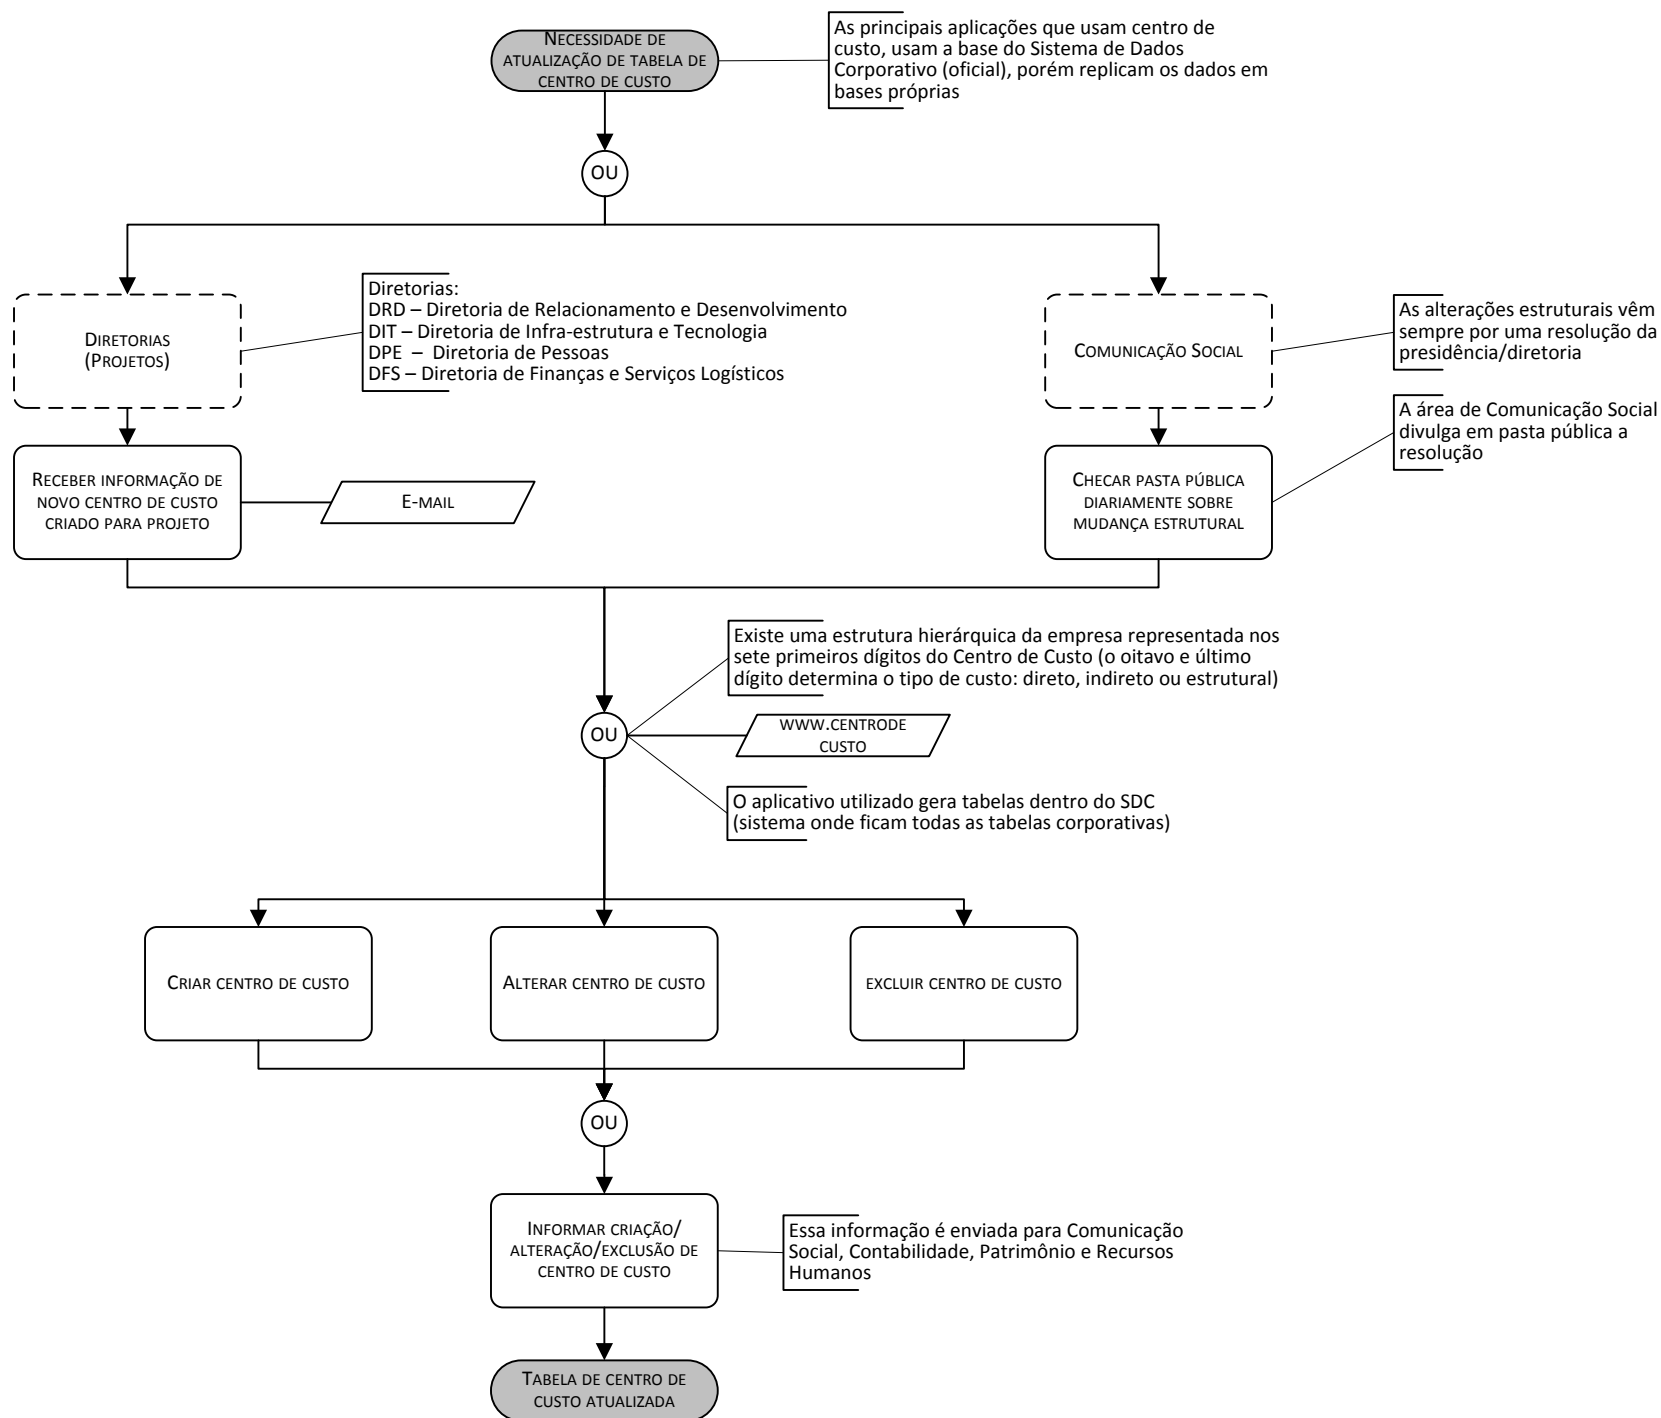 NECESSIDADE DE
ATUALIZAÇÃO DE TABELA DE
CENTRO DE CUSTO
As principais aplicações que usam centro de
custo, usam a base do Sistema de Dados
Corporativo (oficial), porém replicam os dados em
bases próprias
OU
DIRETORIAS
(PROJETOS)
Diretorias:
DRD – Diretoria de Relacionamento e Desenvolvimento
DIT – Diretoria de Infra-estrutura e Tecnologia
DPE – Diretoria de Pessoas
DFS – Diretoria de Finanças e Serviços Logísticos
COMUNICAÇÃO SOCIAL
As alterações estruturais vêm
sempre por uma resolução da
presidência/diretoria
RECEBER INFORMAÇÃO DE
NOVO CENTRO DE CUSTO
CRIADO PARA PROJETO
E-MAIL
CHECAR PASTA PÚBLICA
DIARIAMENTE SOBRE
MUDANÇA ESTRUTURAL
A área de Comunicação Social
divulga em pasta pública a
resolução
Existe uma estrutura hierárquica da empresa representada nos
sete primeiros dígitos do Centro de Custo (o oitavo e último
dígito determina o tipo de custo: direto, indireto ou estrutural)
OU
WWW.CENTRODE
CUSTO
O aplicativo utilizado gera tabelas dentro do SDC
(sistema onde ficam todas as tabelas corporativas)
CRIAR CENTRO DE CUSTO
ALTERAR CENTRO DE CUSTO
EXCLUIR CENTRO DE CUSTO
OU
INFORMAR CRIAÇÃO/
ALTERAÇÃO/EXCLUSÃO DE
CENTRO DE CUSTO
Essa informação é enviada para Comunicação
Social, Contabilidade, Patrimônio e Recursos
Humanos
TABELA DE CENTRO DE
CUSTO ATUALIZADA